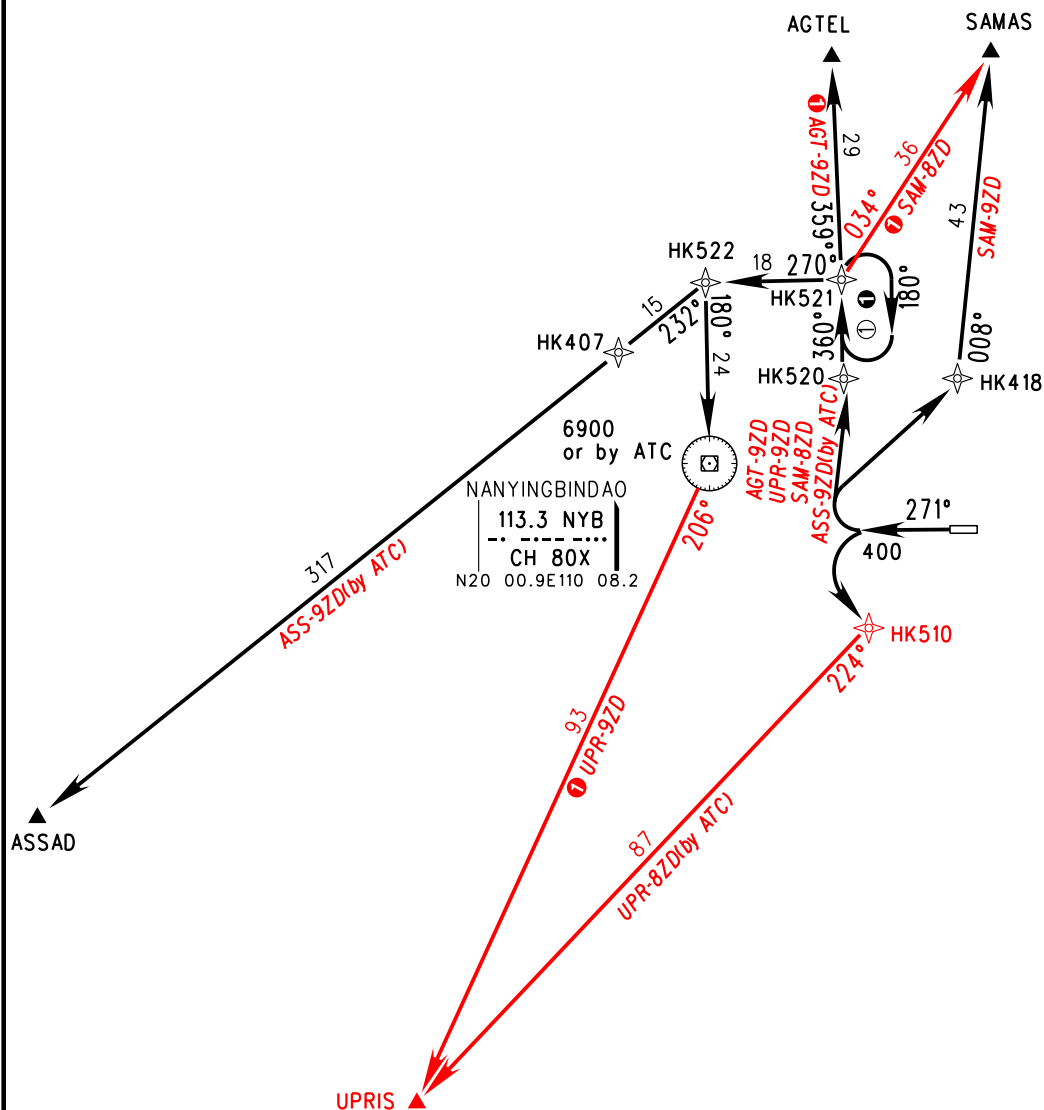 AGTEL
SAMAS
1 AGT-9ZD
29
359°
36
034°
1 SAM-8ZD
43
SAM-9ZD
008°
HK522
18
270°
HK521
180°
1
1
15
232°
180°
24
360°
HK407
HK520
HK418
6900
or by ATC
AGT-9ZD
UPR-9ZD
SAM-8ZD
ASS-9ZD(by ATC)
NANYINGBINDAO
113.3 NYB
-. -.-- -...
CH 80X
N20 00.9E110 08.2
206°
271°
400
317
ASS-9ZD(by ATC)
HK510
224°
93
1 UPR-9ZD
87
UPR-8ZD(by ATC)
ASSAD
UPRIS